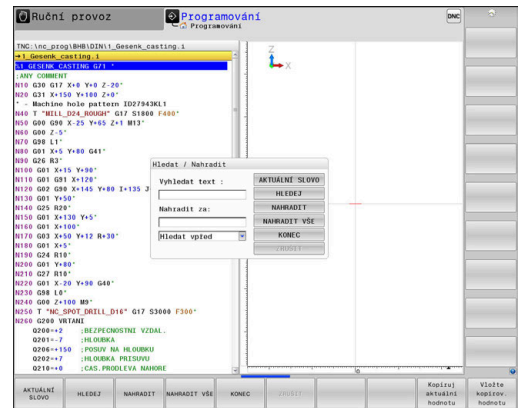 Ruční provoz
Programování
Programování
DNC
TNC:\nc_prog\BHB\DIN\1_Gesenk_casting.i
→1_Gesenk_casting.i
%1_GESENK_CASTING G71 *
;ANY COMMENT
N10 G30 G17 X+0 Y+0 Z-20*
N20 G31 X+150 Y+100 Z+0*
* - Machine hole pattern ID27943KL1
N40 T "MILL_D24_ROUGH" G17 S1800 F400*
N50 G00 G90 X-25 Y+65 Z+1 M13*
N60 G00 Z-5*
N70 G98 L1*
N80 G01 X+5 Y+80 G41*
N90 G26 R3*
N100 G01 X+15 Y+90*
N110 G01 G91 X+120*
N120 G02 G90 X+145 Y+80 I+135 J
N130 G01 Y+50*
N140 G25 R20*
N150 G01 X+130 Y+5*
N160 G01 X+100*
N170 G03 X+50 Y+12 R+30*
N180 G01 X+5*
N190 G24 R10*
N200 G01 Y+80*
N210 G27 R10*
N220 G01 X-20 Y+90 G40*
N230 G98 L0*
N240 G00 Z+100 M9*
N250 T "NC_SPOT_DRILL_D16" G17 S3000 F300*
N260 G200 VRTANI
Q200=+2 ;BEZPECNOSTNI VZDAL.
Q201=-7 ;HLOUBKA
Q206=+150 ;POSUV NA HLOUBKU
Q202=+7 ;HLOUBKA PRISUVU
Q210=+0 ;CAS.PRODLEVA NAHORE
Z
X
Hledat / Nahradit
Vyhledat text :
Nahradit za:
Hledat vpřed
AKTUÁLNÍ SLOVO
HLEDEJ
NAHRADIT
NAHRADIT VŠE
KONEC
ZRUŠIT
AKTUÁLNÍ SLOVO
HLEDEJ
NAHRADIT
NAHRADIT VŠE
KONEC
ZRUŠIT
Kopíruj aktuální hodnotu
Vložte kopírov. hodnotu